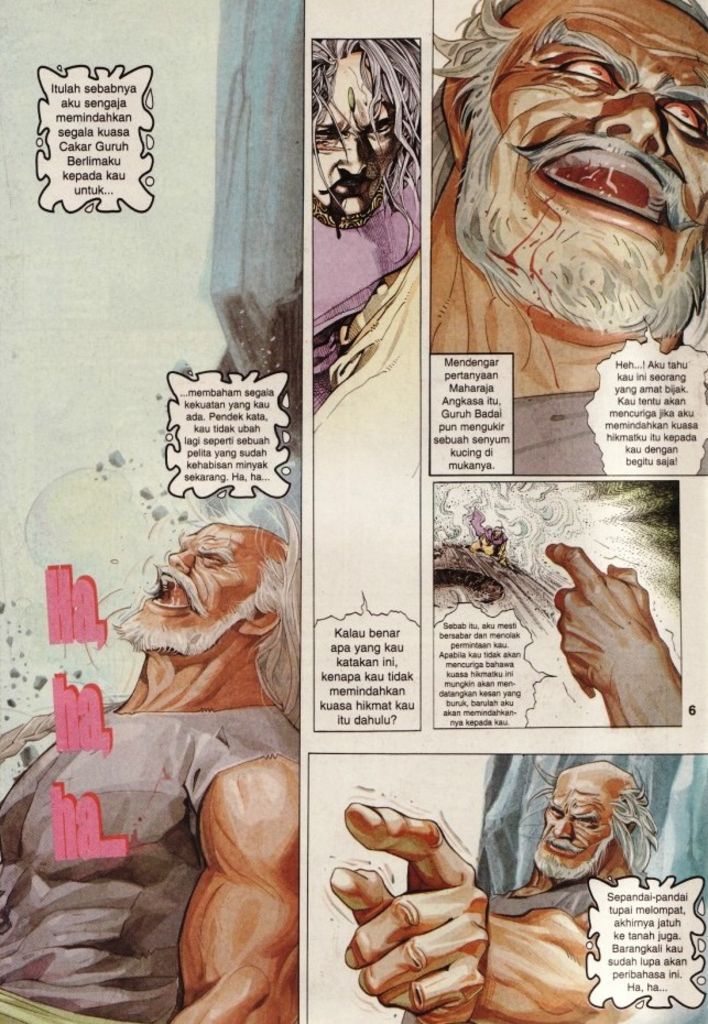 Itulah sebabnya
aku sengaja
memindahkan
segala kuasa
Cakar Guruh
Berlimaku
kepada kau
untuk...
...membaham segala
kekuatan yang kau
ada. Pendek kata,
kau tidak ubah
lagi seperti sebuah
pelita yang sudah
kehabisan minyak
sekarang. Ha, ha...
Ha,
ha,
ha...
Kalau benar
apa yang kau
katakan ini,
kenapa kau tidak
memindahkan
kuasa hikmat kau
itu dahulu?
Mendengar
pertanyaan
Maharaja
Angkasa itu,
Guruh Badai
pun mengukir
sebuah senyum
kucing di
mukanya.
Heh...! Aku tahu
kau ini seorang
yang amat bijak.
Kau tentu akan
mencuriga jika aku
memindahkan kuasa
hikmatku itu kepada
kau dengan
begitu saja!
Sebab itu, aku mesti
bersabar dan menolak
permintaan kau.
Apabila kau tidak akan
mencuriga bahawa
kuasa hikmatku ini
mungkin akan men-
datangkan kesan yang
buruk, barulah aku
akan memindahkan-
nya kepada kau.
6
Sepandai-pandai
tupai melompat,
akhirnya jatuh
ke tanah juga.
Barangkali kau
sudah lupa akan
peribahasa ini.
Ha, ha...